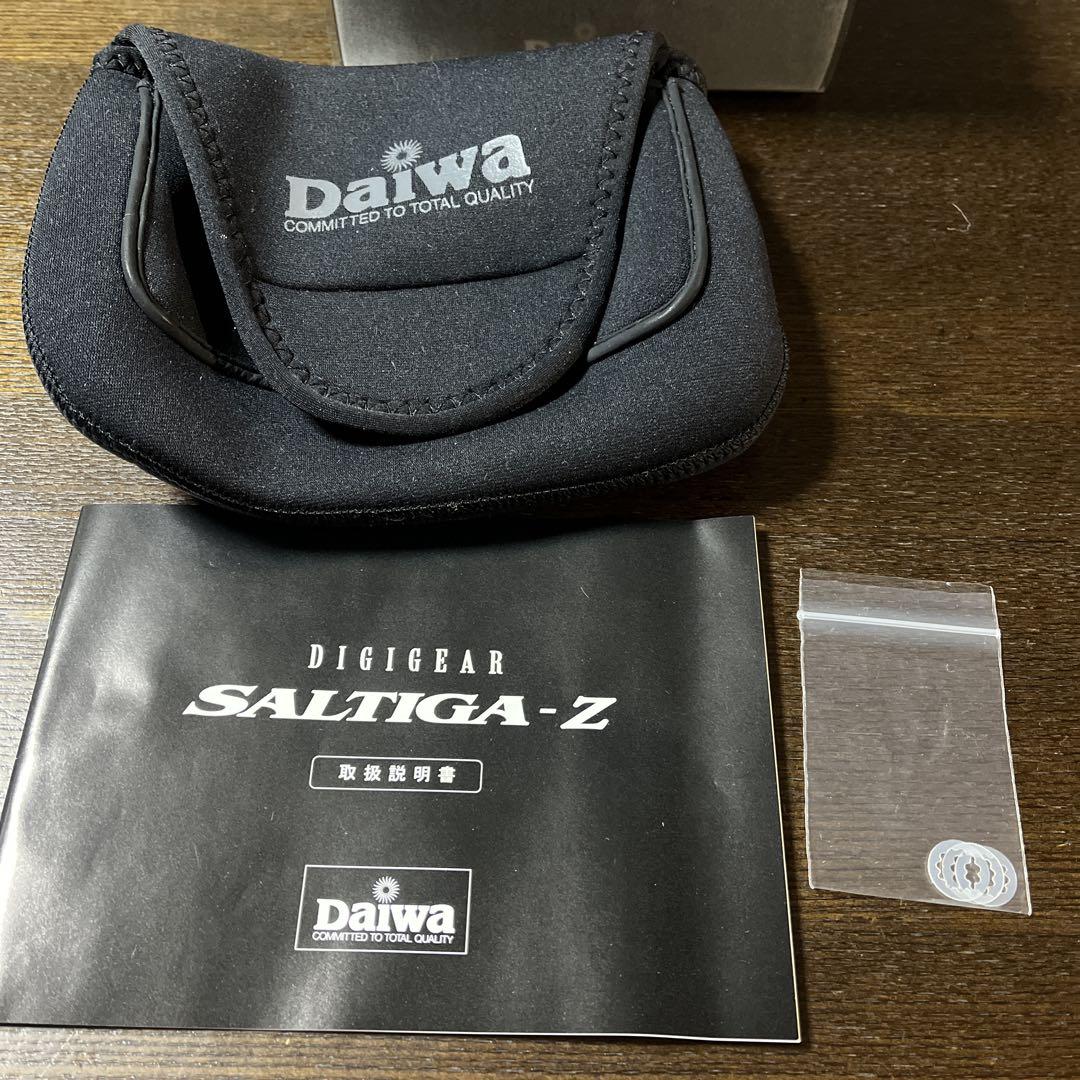 Daiwa
COMMITTED TO TOTAL QUALITY
DIGIGEAR
SALTIGA-Z
取扱説明書
Daiwa
COMMITTED TO TOTAL QUALITY